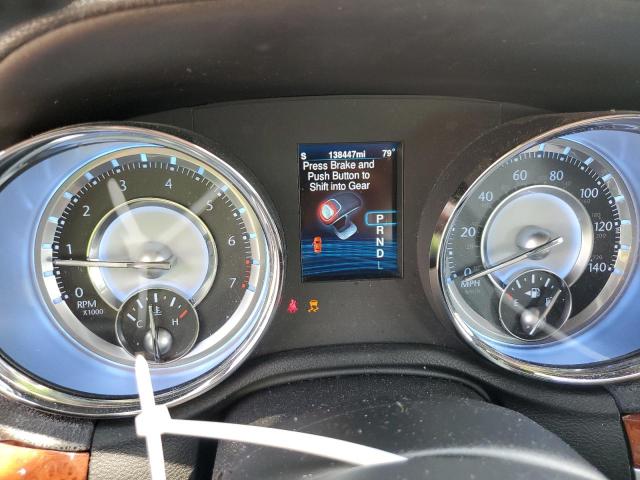 S 138447mi 79°
Press Brake and
Push Button to
Shift into Gear
P
R
N
D
L
0 1 2 3 4 5 6 7
RPM
X1000
C H
0 20 40 60 80 100 120 140
MPH